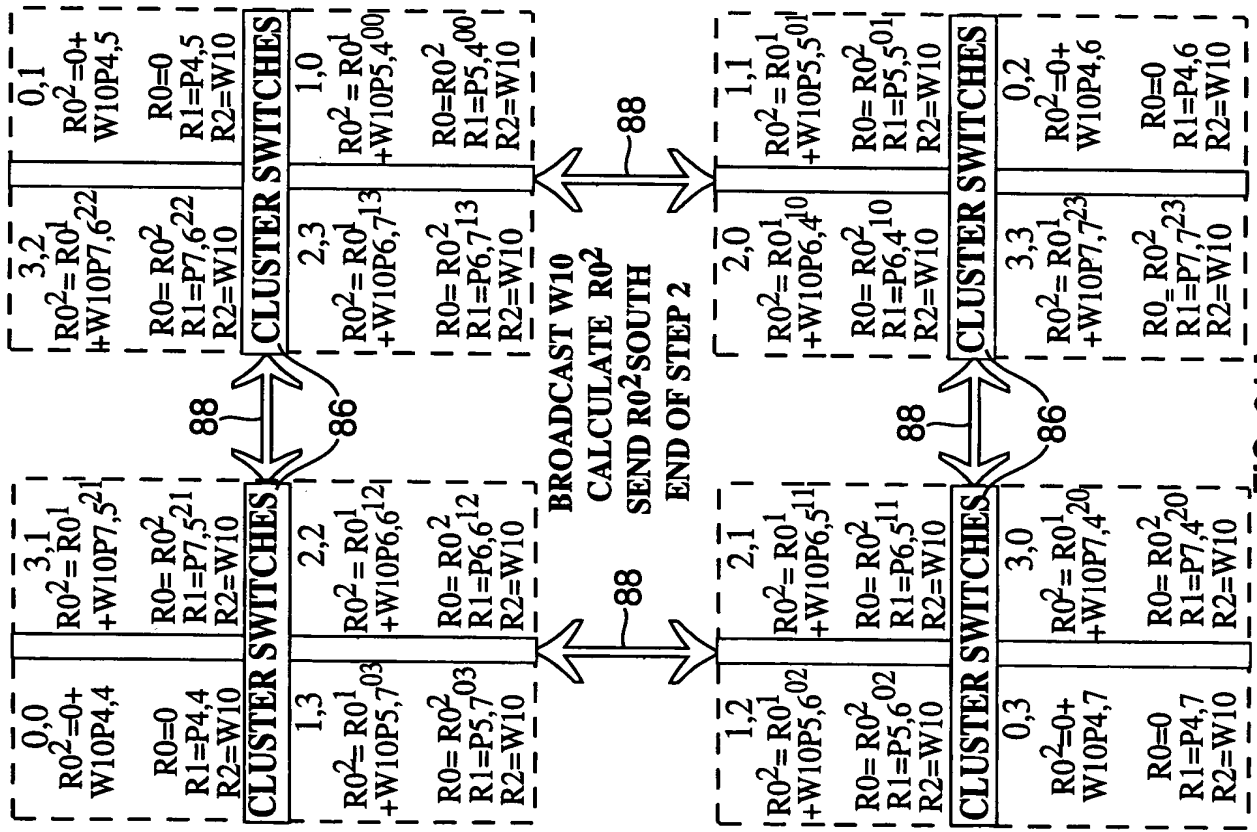 0,0
R0²=0+
W10P4,4
R0=0
R1=P4,4
R2=W10
3,1
R0²= R0¹
+W10P7,5²¹
R0= R0²
R1=P7,5²¹
R2=W10
CLUSTER SWITCHES
1,3
R0²= R0¹
+W10P5,7⁰³
R0= R0²
R1=P5,7⁰³
R2=W10
2,2
R0²= R0¹
+W10P6,6¹²
R0= R0²
R1=P6,6¹²
R2=W10
88
86
3,2
R0²= R0¹
+W10P7,6²²
R0= R0²
R1=P7,6²²
R2=W10
0,1
R0²=0+
W10P4,5
R0=0
R1=P4,5
R2=W10
CLUSTER SWITCHES
2,3
R0²= R0¹
+W10P6,7¹³
R0= R0²
R1=P6,7¹³
R2=W10
1,0
R0²= R0¹
+W10P5,4⁰⁰
R0=R0²
R1=P5,4⁰⁰
R2=W10
88
BROADCAST W10
CALCULATE R0²
SEND R0² SOUTH
END OF STEP 2
88
1,2
R0²= R0¹
+W10P5,6⁰²
R0= R0²
R1=P5,6⁰²
R2=W10
2,1
R0²= R0¹
+W10P6,5¹¹
R0= R0²
R1=P6,5¹¹
R2=W10
CLUSTER SWITCHES
0,3
R0²=0+
W10P4,7
R0=0
R1=P4,7
R2=W10
3,0
R0²= R0¹
+W10P7,4²⁰
R0= R0²
R1=P7,4²⁰
R2=W10
88
86
2,0
R0²= R0¹
+W10P6,4¹⁰
R0= R0²
R1=P6,4¹⁰
R2=W10
1,1
R0²= R0¹
+W10P5,5⁰¹
R0= R0²
R1=P5,5⁰¹
R2=W10
CLUSTER SWITCHES
3,3
R0²= R0¹
+W10P7,7²³
R0= R0²
R1=P7,7²³
R2=W10
0,2
R0²=0+
W10P4,6
R0=0
R1=P4,6
R2=W10